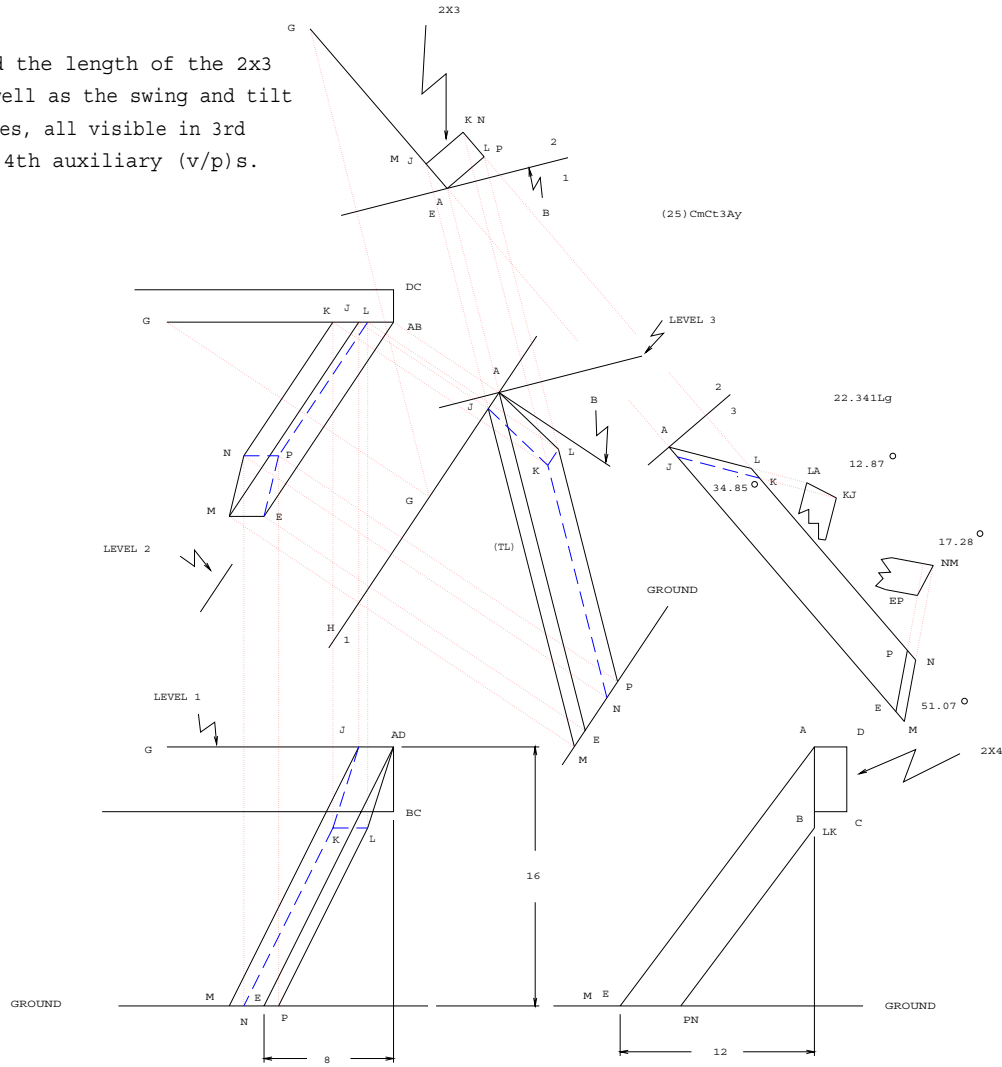 2X3
G
d the length of the 2x3
well as the swing and tilt
es, all visible in 3rd
4th auxiliary (v/p)s.
K N
M J
L P
2
1
A
E
B
(25)CmCt3Ay
DC
G
K J L
AB
LEVEL 3
A
J
B
L
K
2
3
22.341Lg
A
L
12.87 O
J
K
LA
KJ
34.85 O
N
P
G
M
E
LEVEL 2
(TL)
17.28 O
NM
EP
GROUND
H
1
P
N
E
M
P
N
E
51.07 O
M
LEVEL 1
G
J
AD
A
D
2X4
BC
B
C
K
L
LK
16
GROUND
M
E
N
P
M E
PN
GROUND
8
12